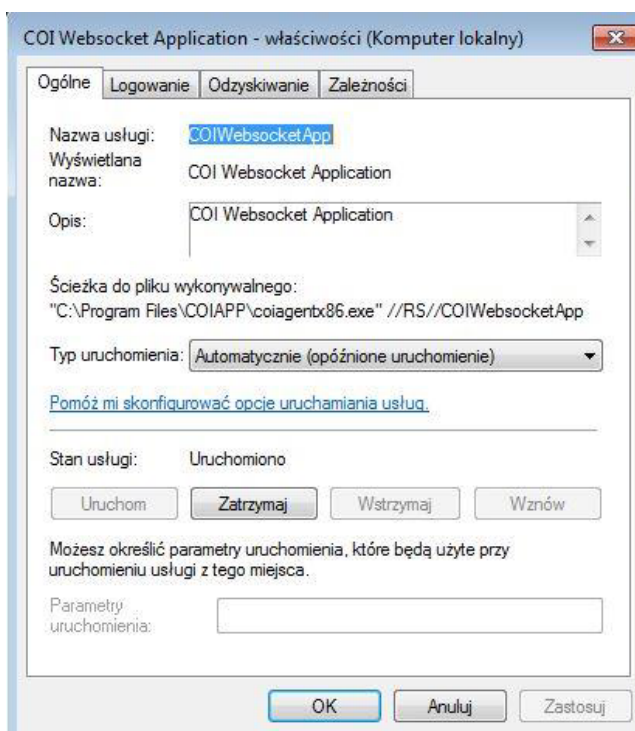 COI Websocket Application - właściwości (Komputer lokalny)
Ogólne Logowanie Odzyskiwanie Zależności
Nazwa usługi: COIWebsocketApp
Wyświetlana
nazwa: COI Websocket Application
Opis: COI Websocket Application
Ścieżka do pliku wykonywalnego:
"C:\Program Files\COIAPP\coiagentx86.exe" //RS//COIWebsocketApp
Typ uruchomienia: Automatycznie (opóźnione uruchomienie)
Pomóż mi skonfigurować opcje uruchamiania usług.
Stan usługi: Uruchomiono
Uruchom Zatrzymaj Wstrzymaj Wznów
Możesz określić parametry uruchomienia, które będą użyte przy
uruchomieniu usługi z tego miejsca.
Parametry
uruchomienia:
OK Anuluj Zastosuj